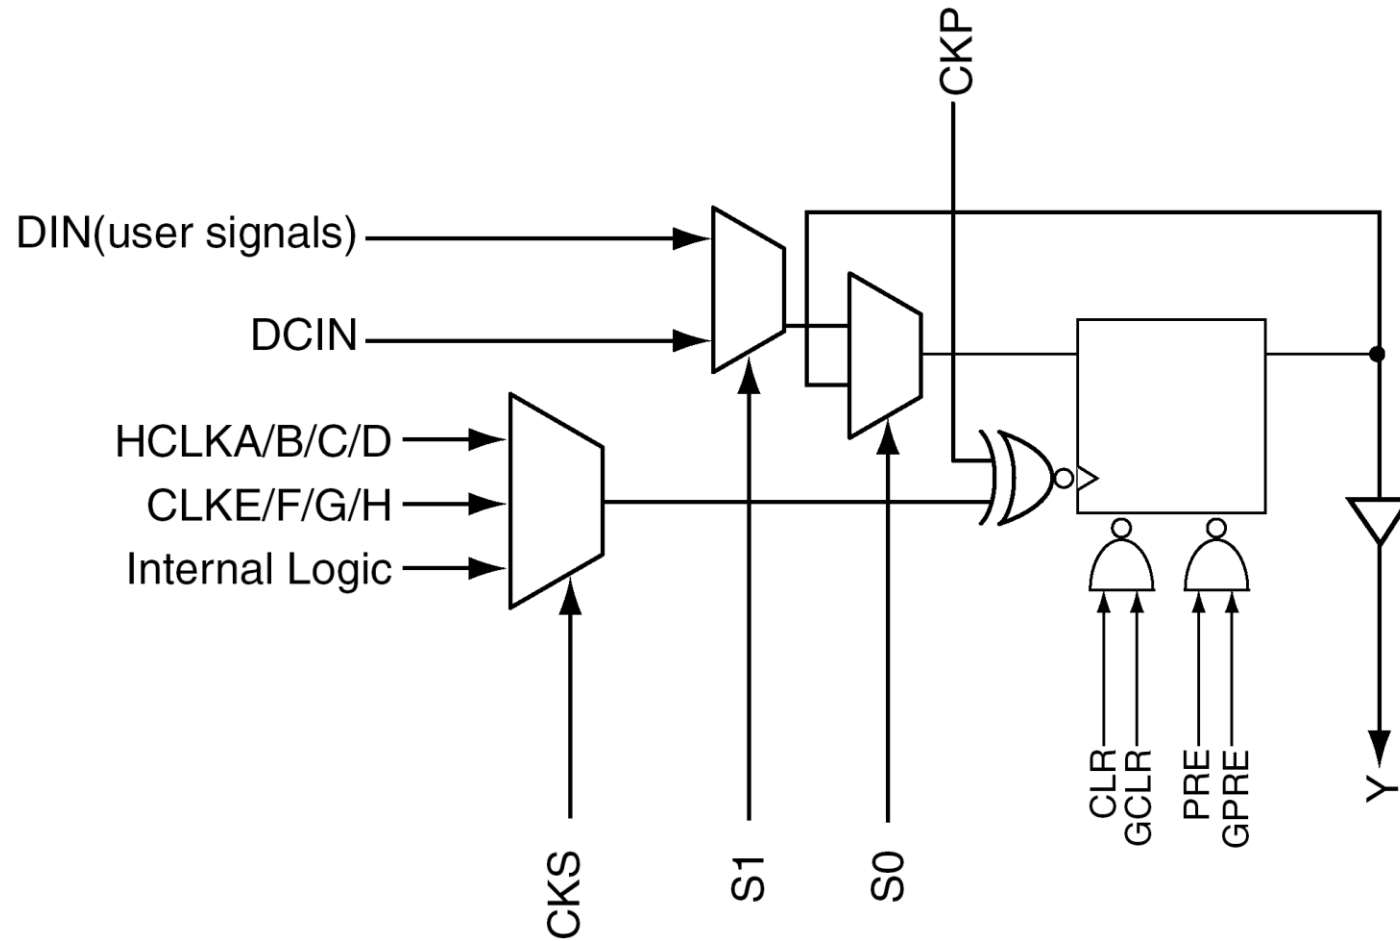 CKP
DIN(user signals)
DCIN
HCLKA/B/C/D
CLKE/F/G/H
Internal Logic
CKS
S1
S0
CLR
GCLR
PRE
GPRE
Y